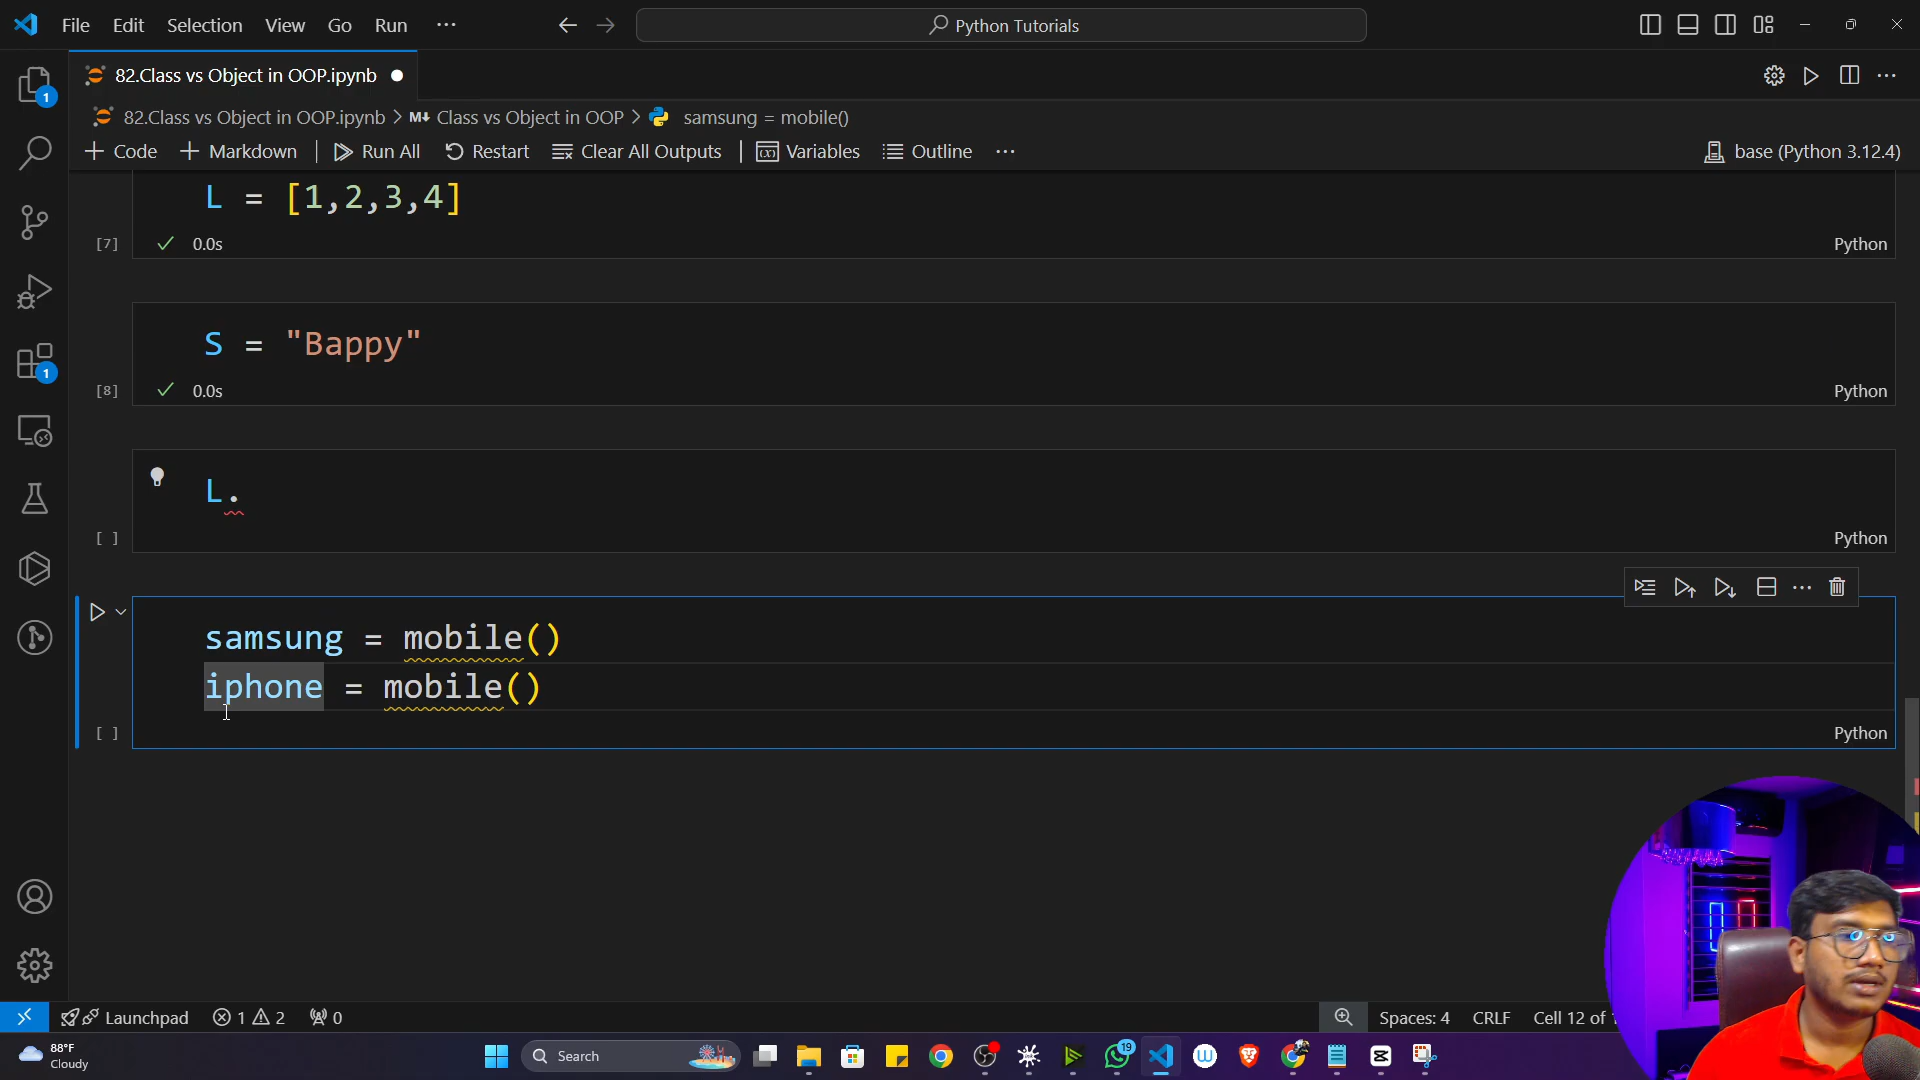 File Edit Selection View Go Run ···
Python Tutorials
82.Class vs Object in OOP.ipynb
82.Class vs Object in OOP.ipynb > M↓ Class vs Object in OOP > samsung = mobile()
+ Code + Markdown | Run All Restart Clear All Outputs | Variables Outline ··· base (Python 3.12.4)
L = [1,2,3,4]
[7] ✓ 0.0s Python
S = "Bappy"
[8] ✓ 0.0s Python
L.
[ ] Python
samsung = mobile()
iphone = mobile()
[ ] Python
1
1
Launchpad 1 2 0 Spaces: 4 CRLF Cell 12 of
88°F
Cloudy
Search
19